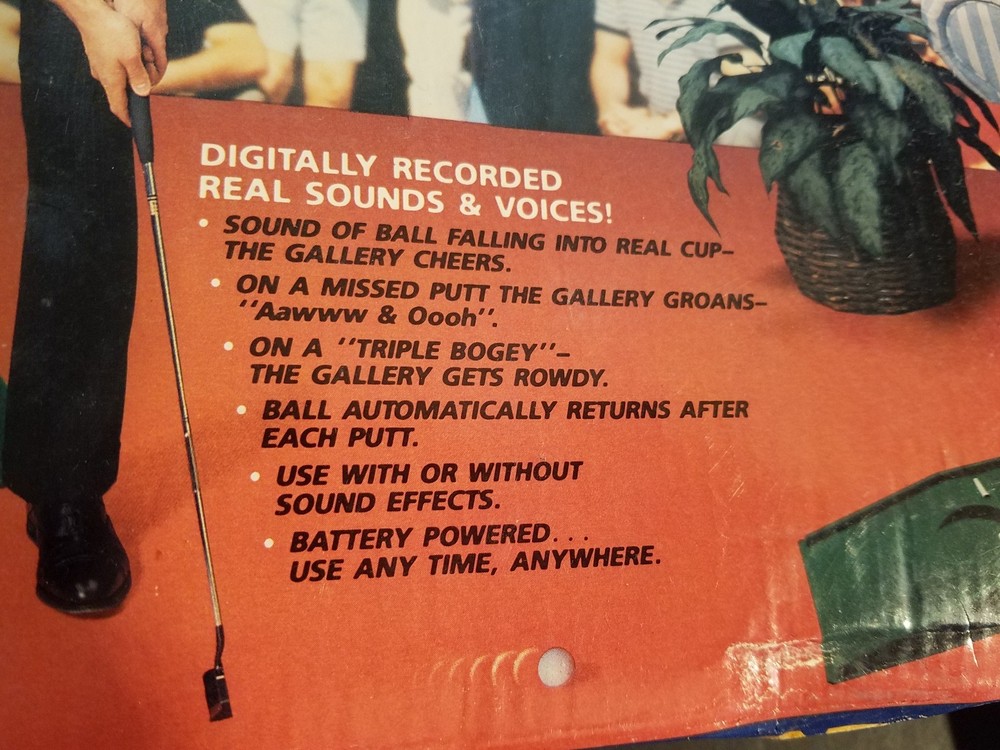 DIGITALLY RECORDED
REAL SOUNDS & VOICES!
• SOUND OF BALL FALLING INTO REAL CUP–
THE GALLERY CHEERS.
• ON A MISSED PUTT THE GALLERY GROANS–
"Aawww & Oooh".
• ON A "TRIPLE BOGEY"–
THE GALLERY GETS ROWDY.
• BALL AUTOMATICALLY RETURNS AFTER
EACH PUTT.
• USE WITH OR WITHOUT
SOUND EFFECTS.
• BATTERY POWERED...
USE ANY TIME, ANYWHERE.